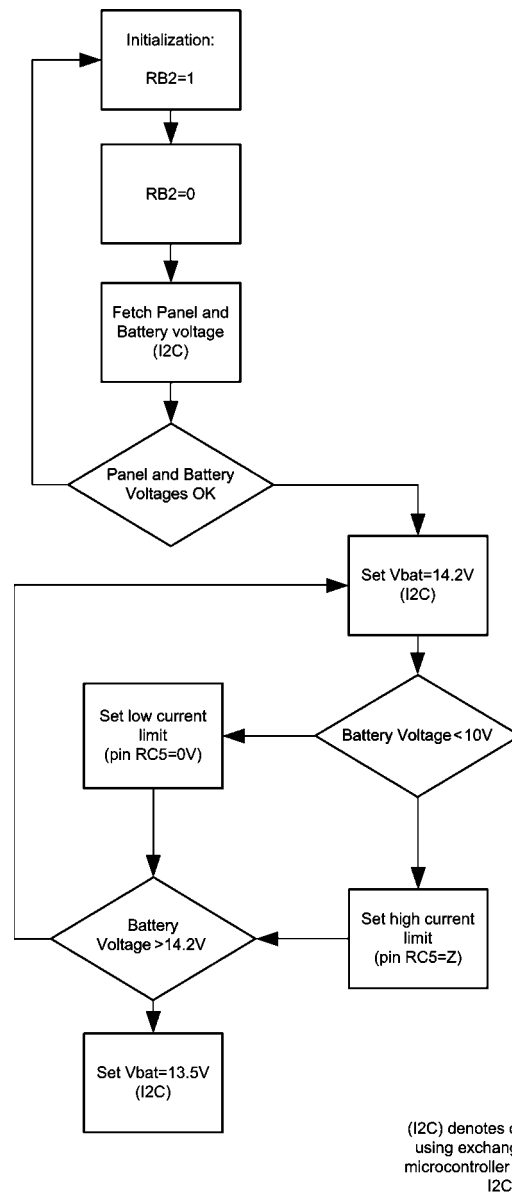 Initialization:
RB2=1
RB2=0
Fetch Panel and
Battery voltage
(I2C)
Panel and Battery
Voltages OK
Set Vbat=14.2V
(I2C)
Set low current
limit
(pin RC5=0V)
Battery Voltage<10V
Battery
Voltage>14.2V
Set high current
limit
(pin RC5=Z)
Set Vbat=13.5V
(I2C)
(I2C) denotes
using
microcontroller
I2C